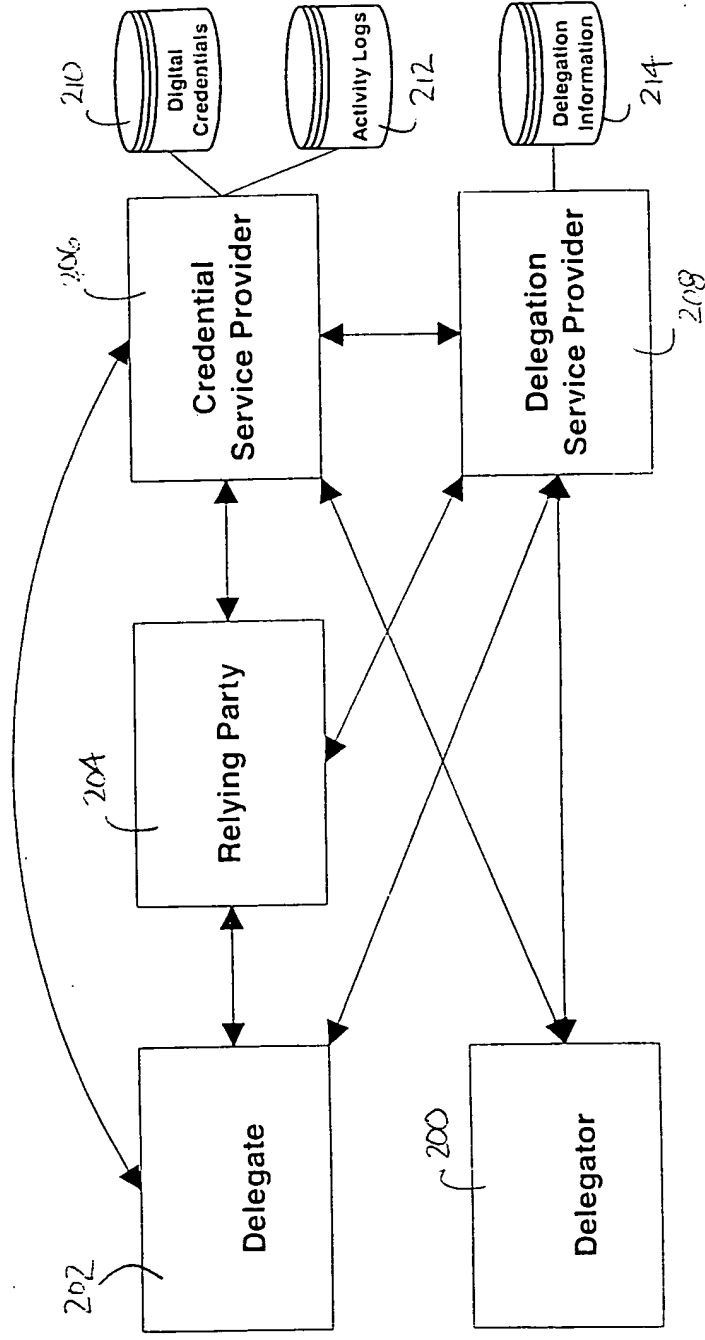 202
Delegate
204
Relying Party
206
Credential
Service Provider
210
Digital
Credentials
Activity Logs
212
200
Delegator
Delegation
Service Provider
208
Delegation
Information
214